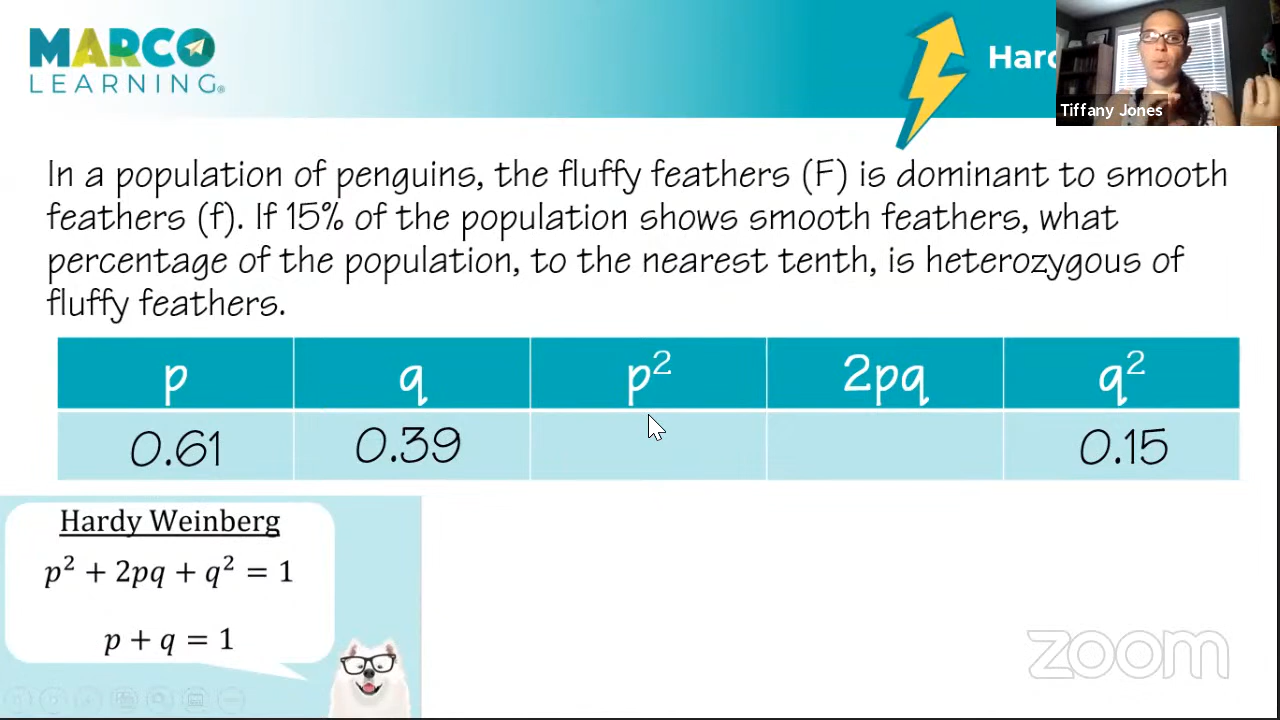 MARCO
LEARNING®
Tiffany Jones
In a population of penguins, the fluffy feathers (F) is dominant to smooth
feathers (f). If 15% of the population shows smooth feathers, what
percentage of the population, to the nearest tenth, is heterozygous of
fluffy feathers.
p q p² 2pq q²
0.61 0.39 0.15
Hardy Weinberg
p² + 2pq + q² = 1
p + q = 1
zoom